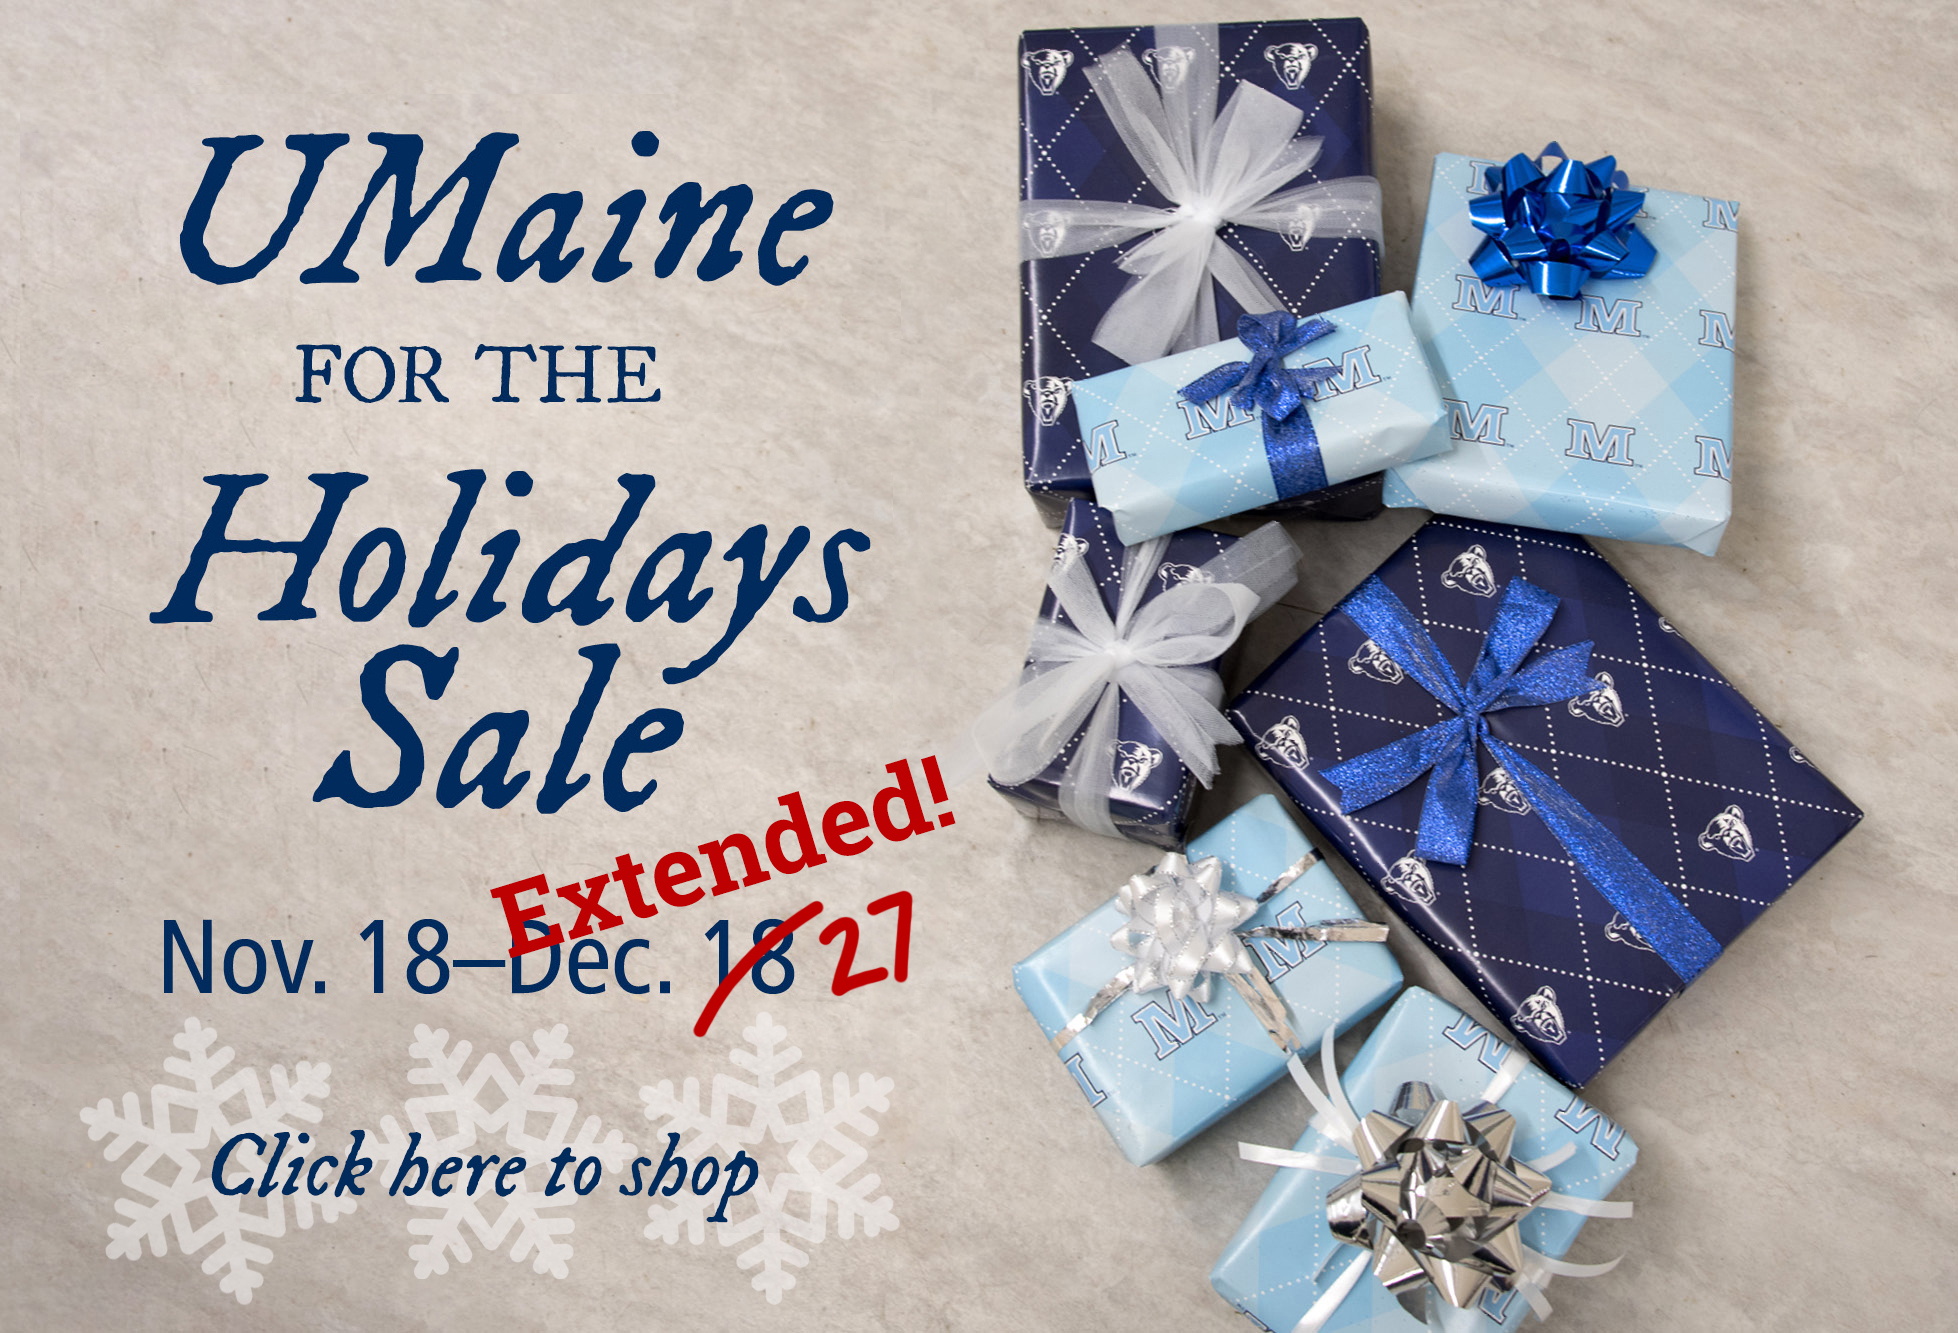 UMaine
FOR THE
Holidays
Sale
Extended!
Nov. 18–Dec. 18 27
Click here to shop
M M M
M M M M
M M M M M
M M M
M M M